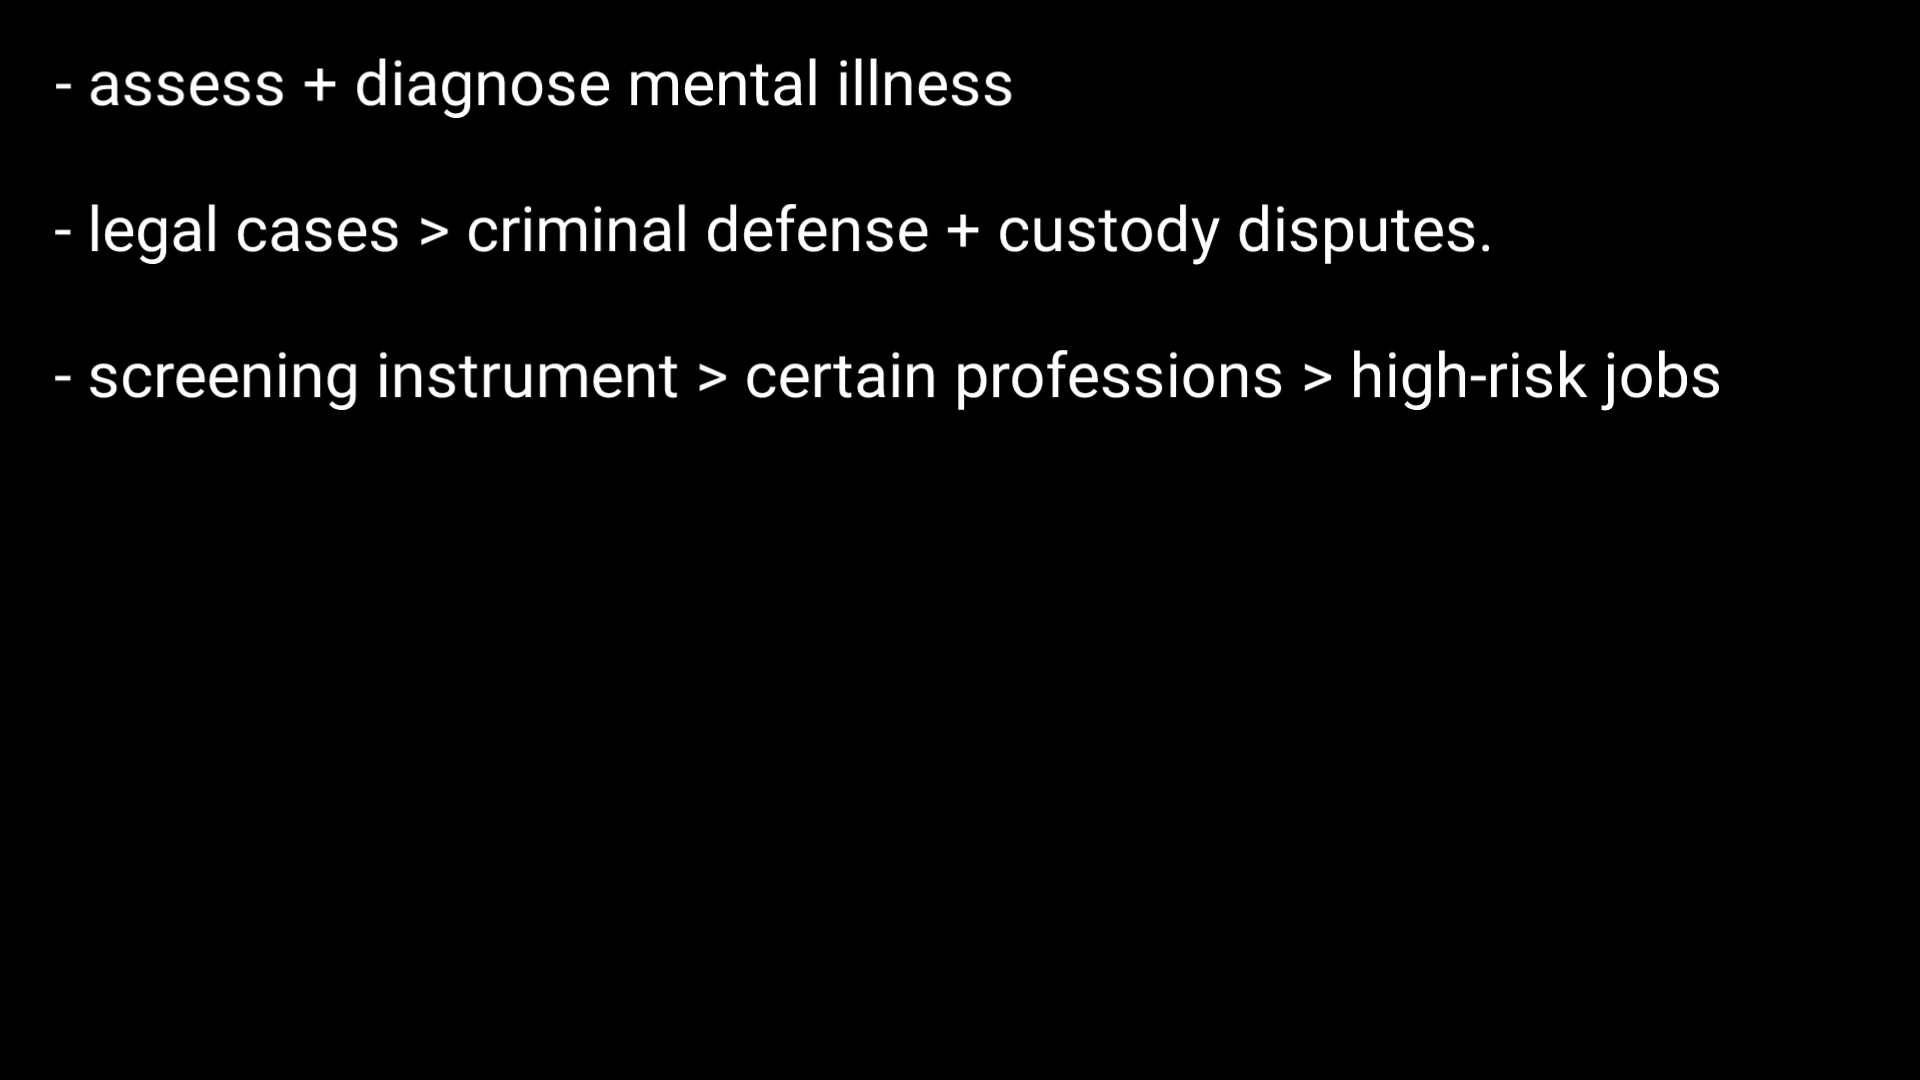 - assess + diagnose mental illness
- legal cases > criminal defense + custody disputes.
- screening instrument > certain professions > high-risk jobs